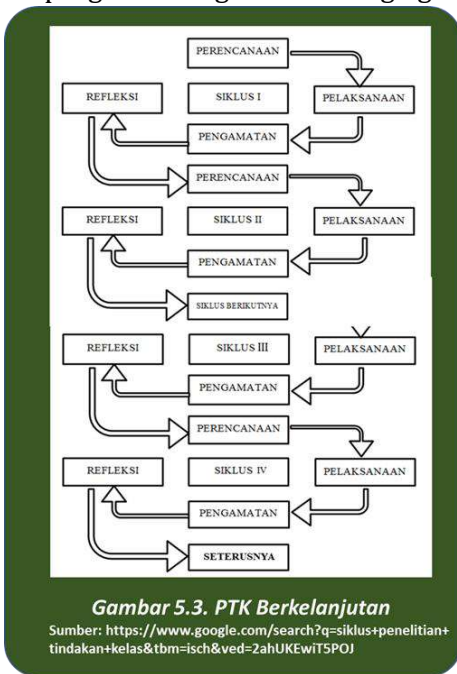 PERENCANAAN
REFLEKSI
SIKLUS I
PELAKSANAAN
PENGAMATAN
PERENCANAAN
REFLEKSI
SIKLUS II
PELAKSANAAN
PENGAMATAN
SIKLUS BERIKUTNYA
REFLEKSI
SIKLUS III
PELAKSANAAN
PENGAMATAN
PERENCANAAN
REFLEKSI
SIKLUS IV
PELAKSANAAN
PENGAMATAN
SETERUSNYA
Gambar 5.3. PTK Berkelanjutan
Sumber: https://www.google.com/search?q=siklus+penelitian+
tindakan+kelas&tbm=isch&ved=2ahUKEwiT5POJ